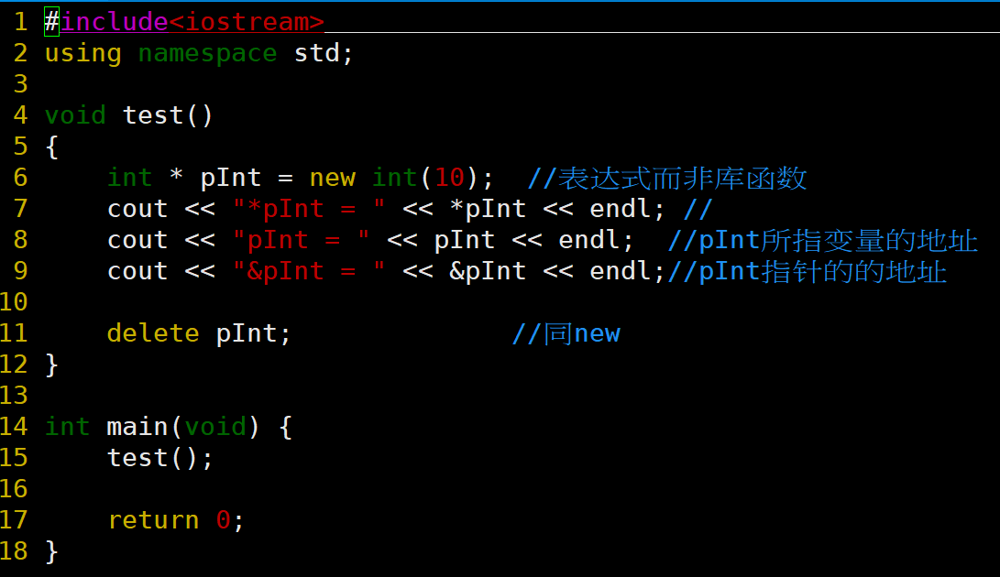 1 #include<iostream>
2 using namespace std;
3
4 void test()
5 {
6     int * pInt = new int(10);  //表达式而非库函数
7     cout << "*pInt = " << *pInt << endl; //
8     cout << "pInt = " << pInt << endl;  //pInt所指变量的地址
9     cout << "&pInt = " << &pInt << endl;//pInt指针的的地址
10
11     delete pInt;              //同new
12 }
13
14 int main(void) {
15     test();
16
17     return 0;
18 }